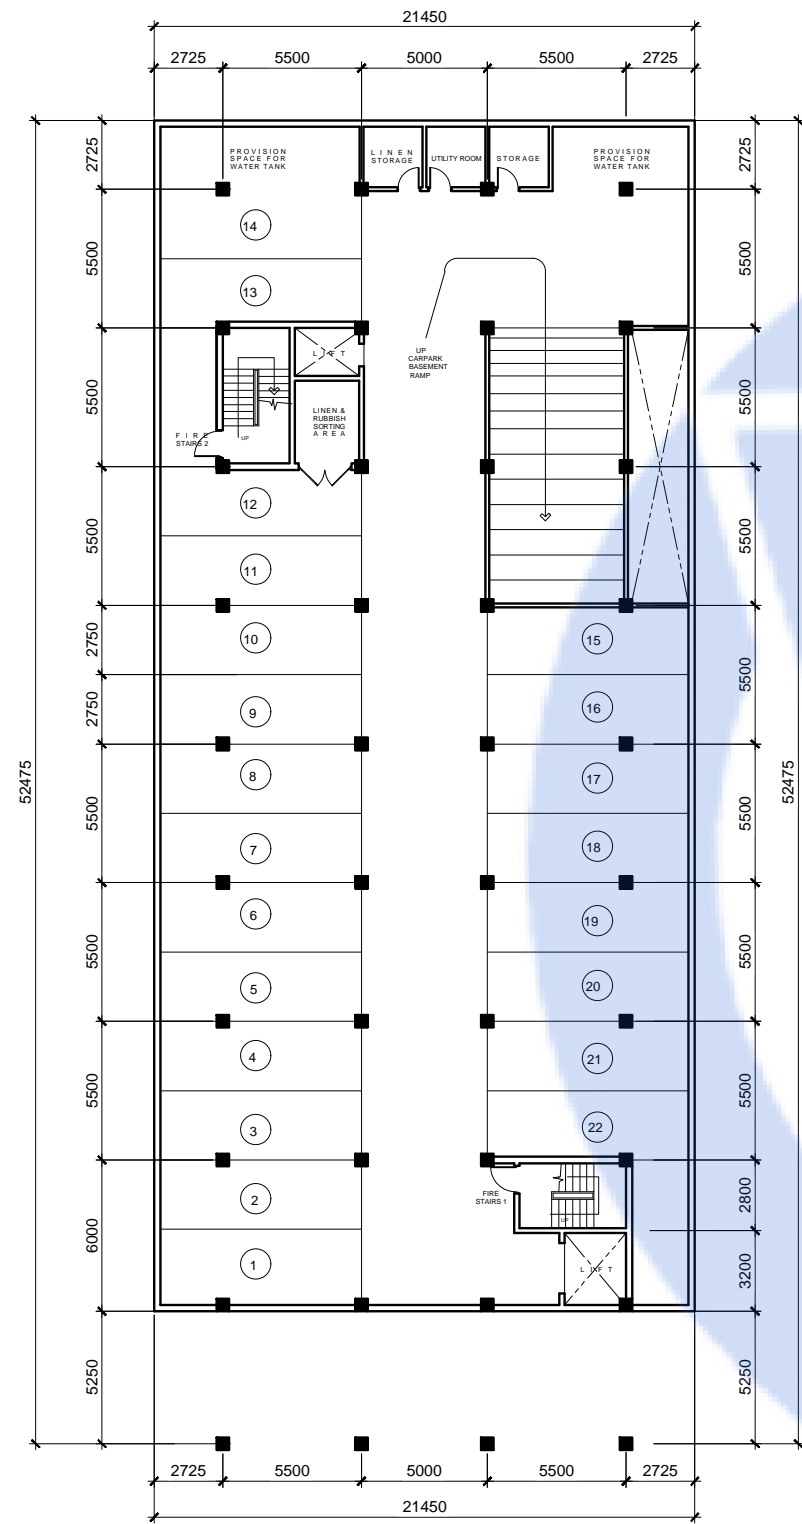 21450
2725 5500 5000 5500 2725
PROVISION
SPACE FOR
WATER TANK
LINEN
STORAGE
UTILITY ROOM
STORAGE
PROVISION
SPACE FOR
WATER TANK
2725
2725
14
5500
5500
13
UP
CARPARK
BASEMENT
RAMP
LIFT
5500
5500
LINEN &
RUBBISH
SORTING
AREA
FIRE
STAIRS 2
UP
12
5500
5500
11
2750
10
15
5500
2750
9
16
52475
52475
8
17
5500
5500
7
18
6
19
5500
5500
5
20
4
21
5500
5500
3
22
FIRE
STAIRS 1
UP
2
2800
6000
1
LIFT
3200
5250
5250
2725 5500 5000 5500 2725
21450